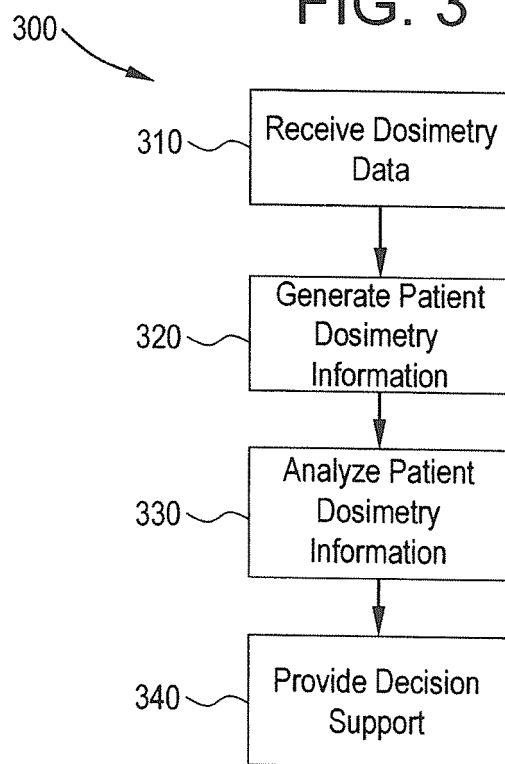 FIG. 3
300
310
Receive Dosimetry
Data
320
Generate Patient
Dosimetry
Information
330
Analyze Patient
Dosimetry
Information
340
Provide Decision
Support